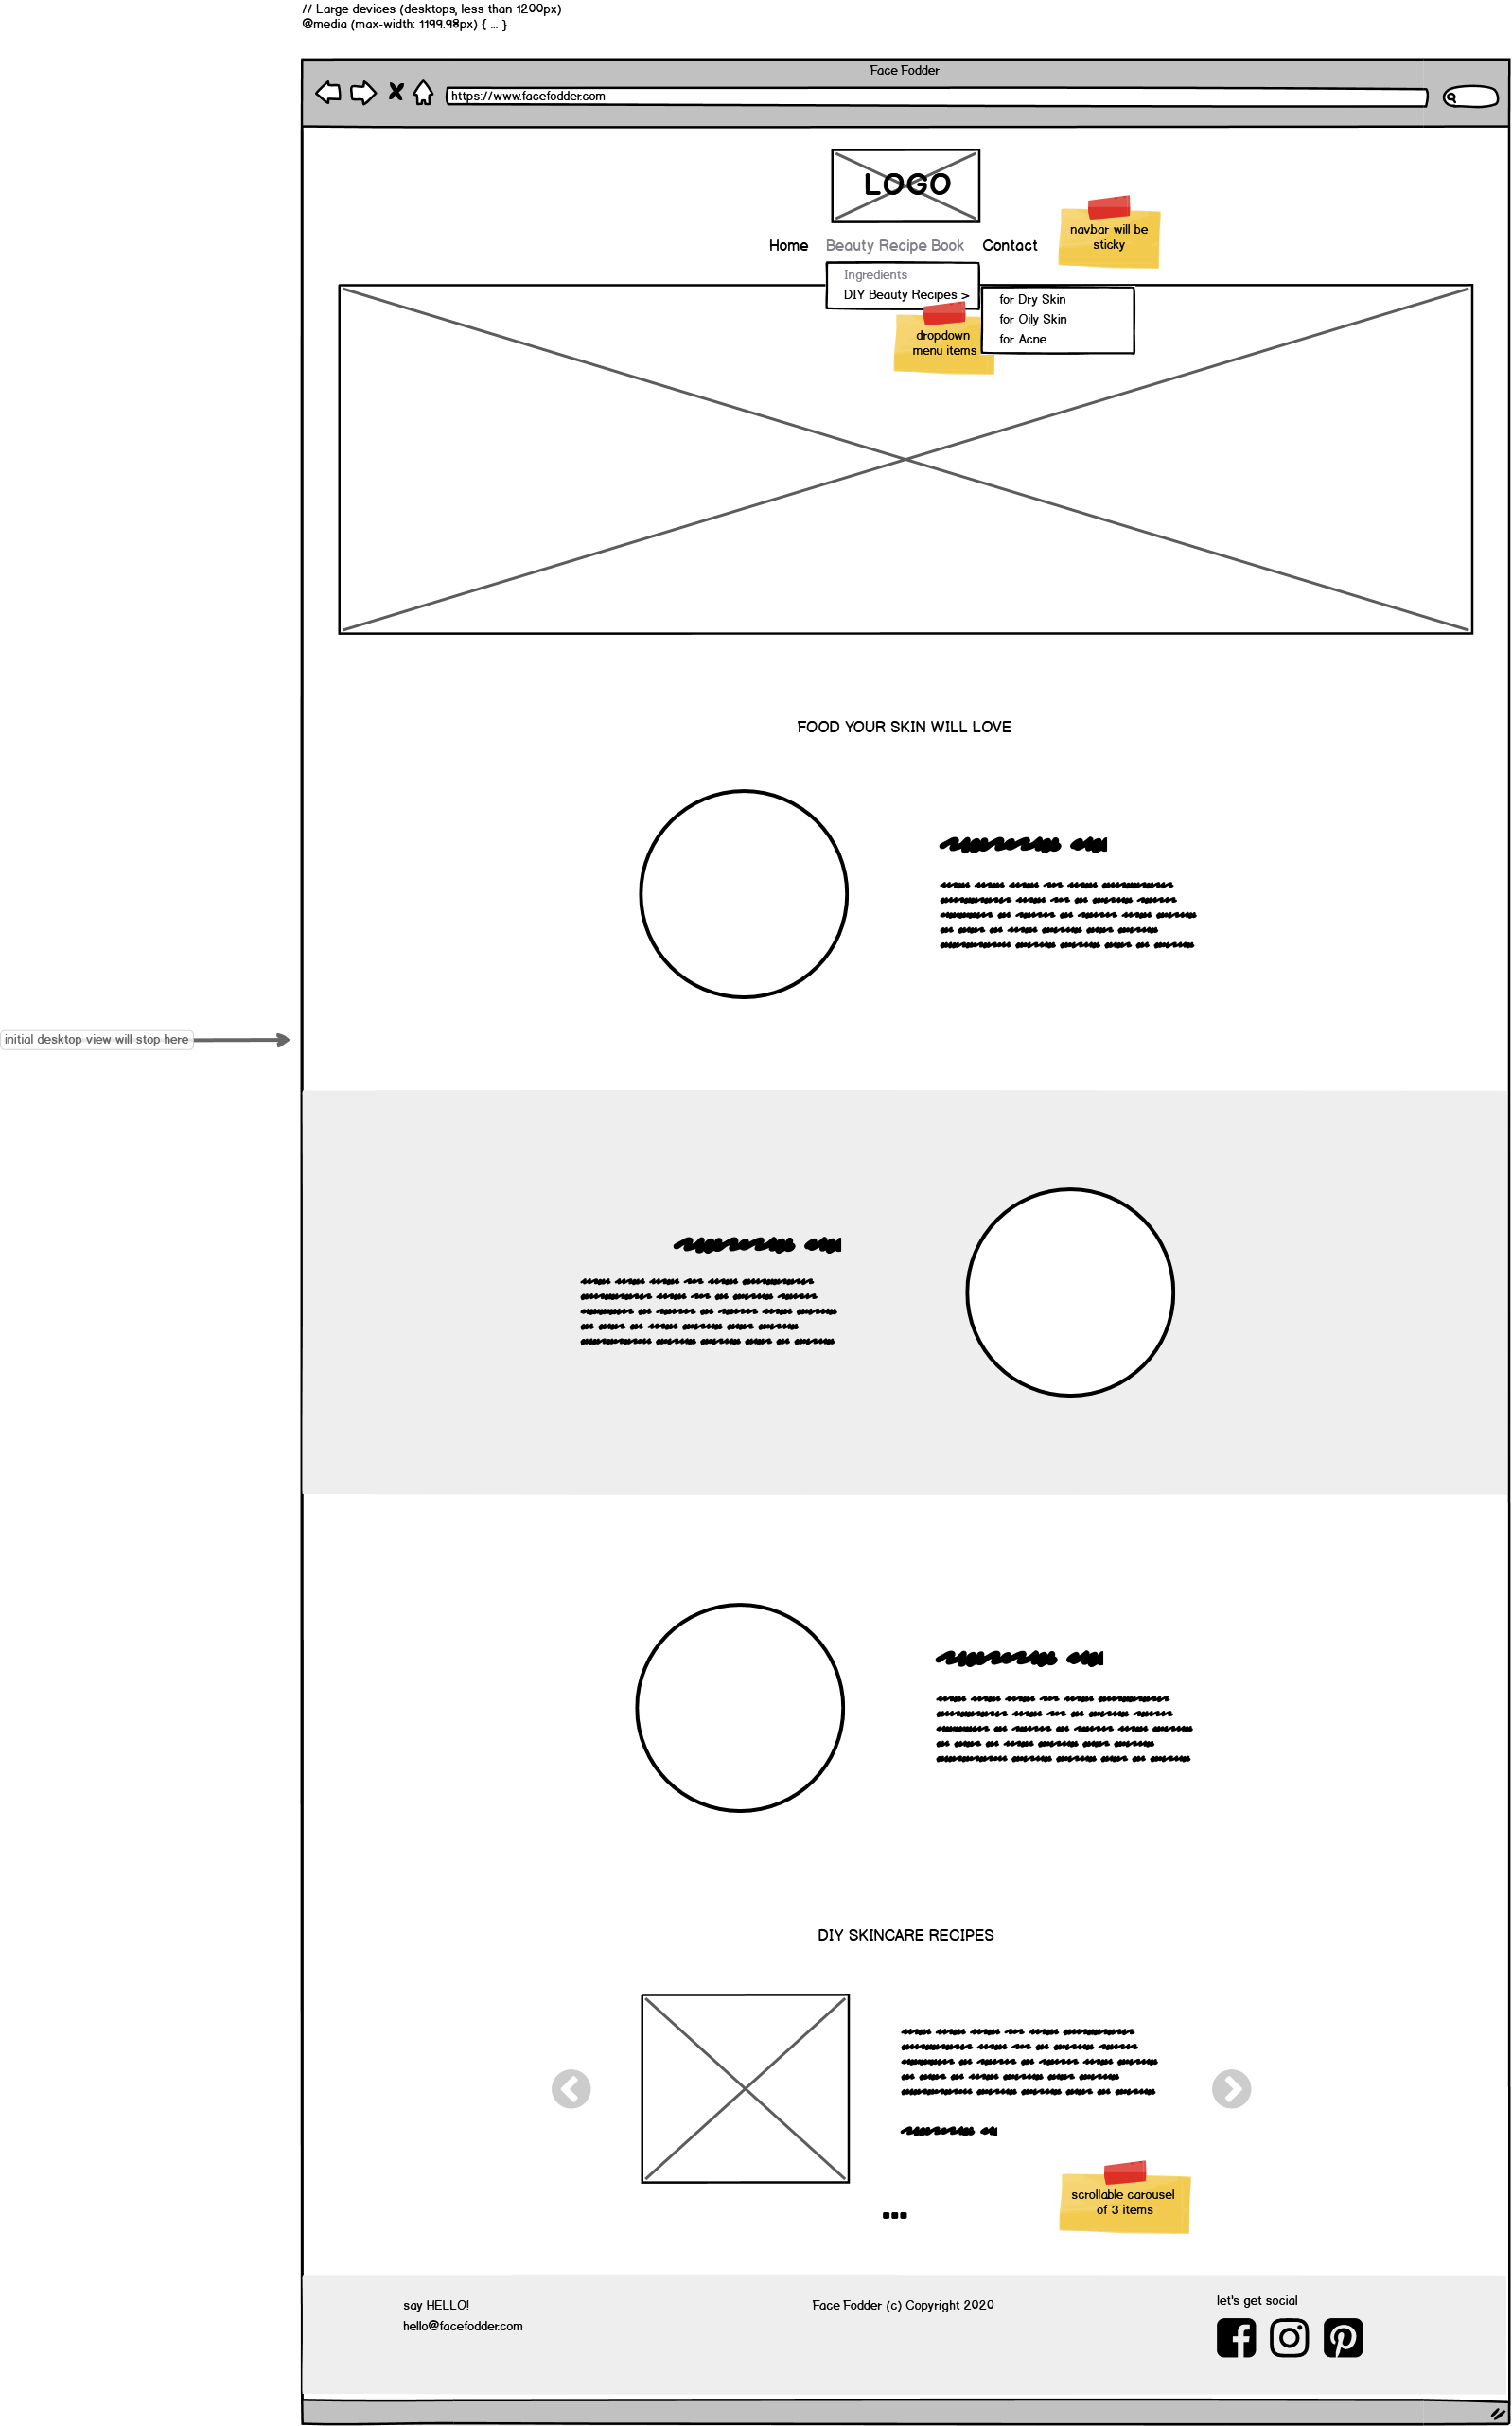 // Large devices (desktops, less than 1200px)
@media (max-width: 1199.98px) { ... }
Face Fodder
https://www.facefodder.com
LOGO
Home Beauty Recipe Book Contact
navbar will be
sticky
Ingredients
DIY Beauty Recipes >
for Dry Skin
for Oily Skin
for Acne
dropdown
menu items
FOOD YOUR SKIN WILL LOVE
initial desktop view will stop here
DIY SKINCARE RECIPES
scrollable carousel
of 3 items
say HELLO!
hello@facefodder.com
Face Fodder (c) Copyright 2020
let's get social